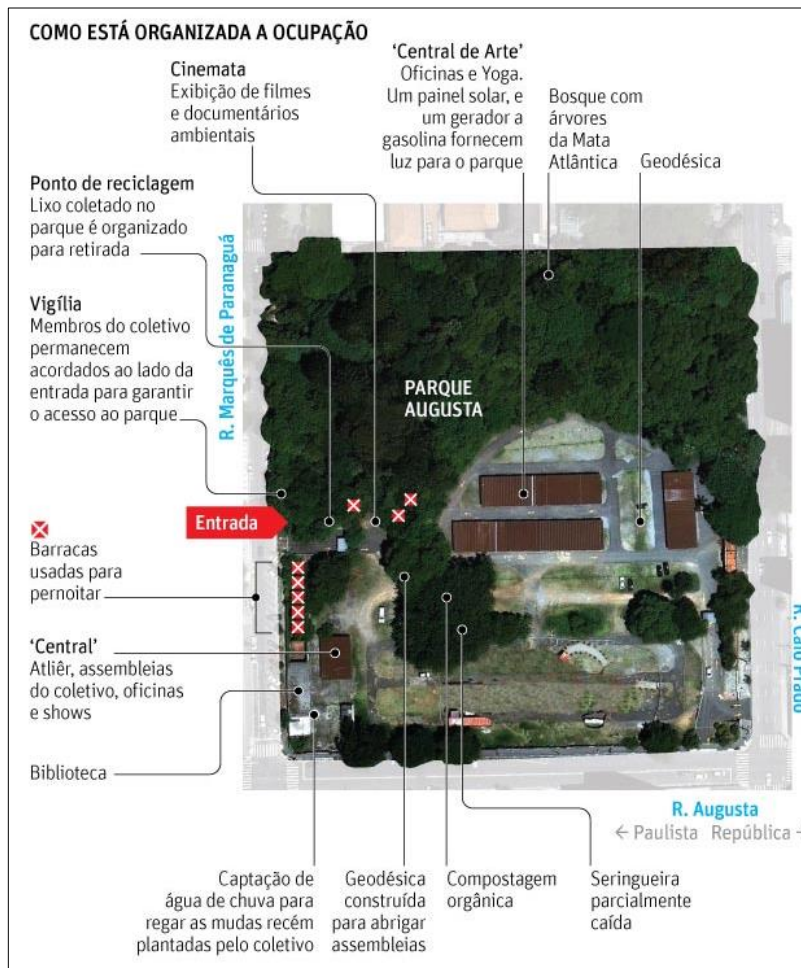 COMO ESTÁ ORGANIZADA A OCUPAÇÃO
Cinemata
Exibição de filmes
e documentários
ambientais
'Central de Arte'
Oficinas e Yoga.
Um painel solar, e
um gerador a
gasolina fornecem
luz para o parque
Bosque com
árvores
da Mata
Atlântica
Geodésica
Ponto de reciclagem
Lixo coletado no
parque é organizado
para retirada
Vigília
Membros do coletivo
permanecem
acordados ao lado da
entrada para garantir
o acesso ao parque
R. Marquês de Paranaguá
PARQUE
AUGUSTA
Entrada
Barracas
usadas para
pernoitar
'Central'
Atliêr, assembleias
do coletivo, oficinas
e shows
Biblioteca
R. Caio Prado
R. Augusta
← Paulista República →
Captação de
água de chuva para
regar as mudas recém
plantadas pelo coletivo
Geodésica
construída
para abrigar
assembleias
Compostagem
orgânica
Seringueira
parcialmente
caída